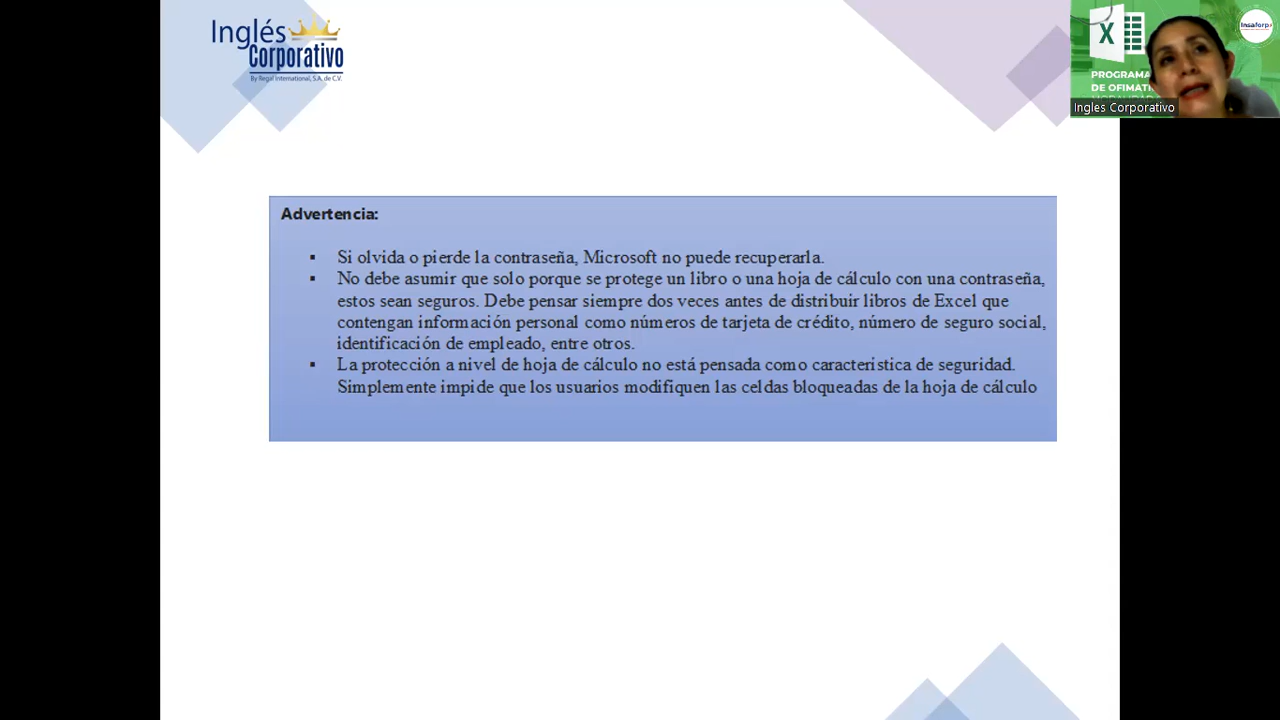 Inglés
Corporativo
By Regal International, S.A. de C.V.
PROGRAMA
DE OFIMÁTI
Ingles Corporativo
Insaforp
Advertencia:
▪ Si olvida o pierde la contraseña, Microsoft no puede recuperarla.
▪ No debe asumir que solo porque se protege un libro o una hoja de cálculo con una contraseña,
estos sean seguros. Debe pensar siempre dos veces antes de distribuir libros de Excel que
contengan información personal como números de tarjeta de crédito, número de seguro social,
identificación de empleado, entre otros.
▪ La protección a nivel de hoja de cálculo no está pensada como característica de seguridad.
Simplemente impide que los usuarios modifiquen las celdas bloqueadas de la hoja de cálculo